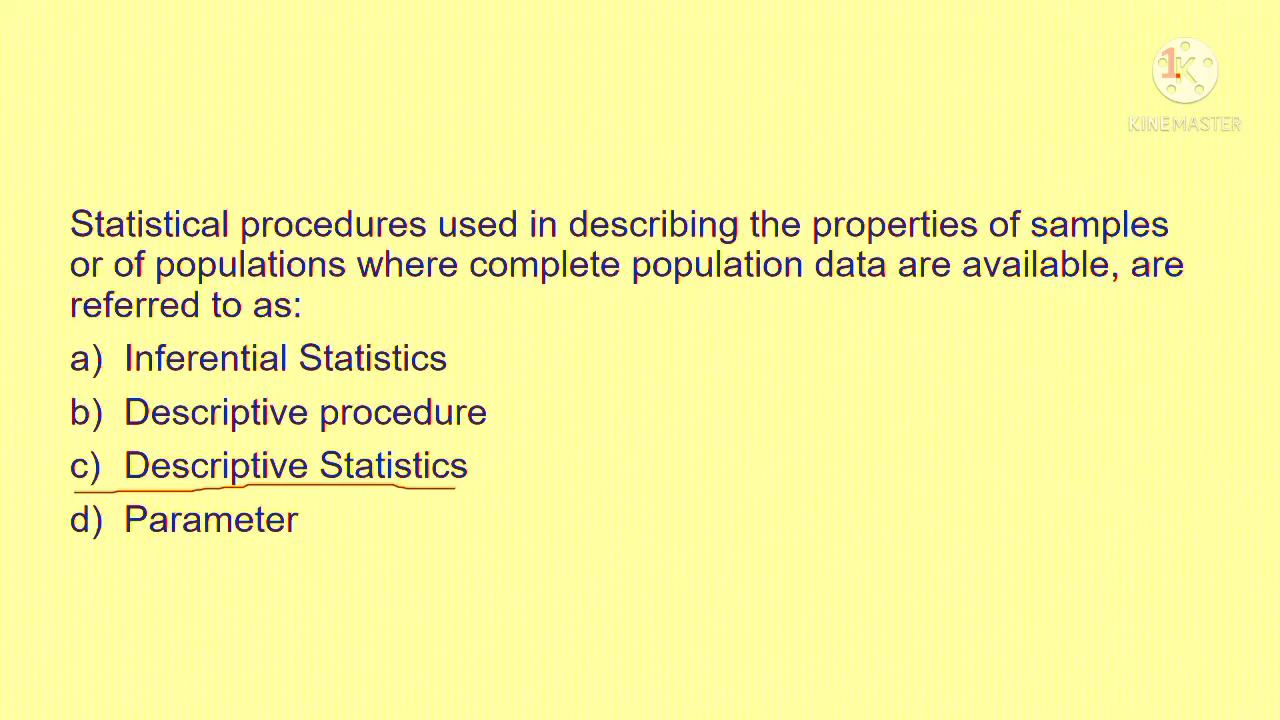 1.
K
KINEMASTER
Statistical procedures used in describing the properties of samples
or of populations where complete population data are available, are
referred to as:
a) Inferential Statistics
b) Descriptive procedure
c) Descriptive Statistics
d) Parameter